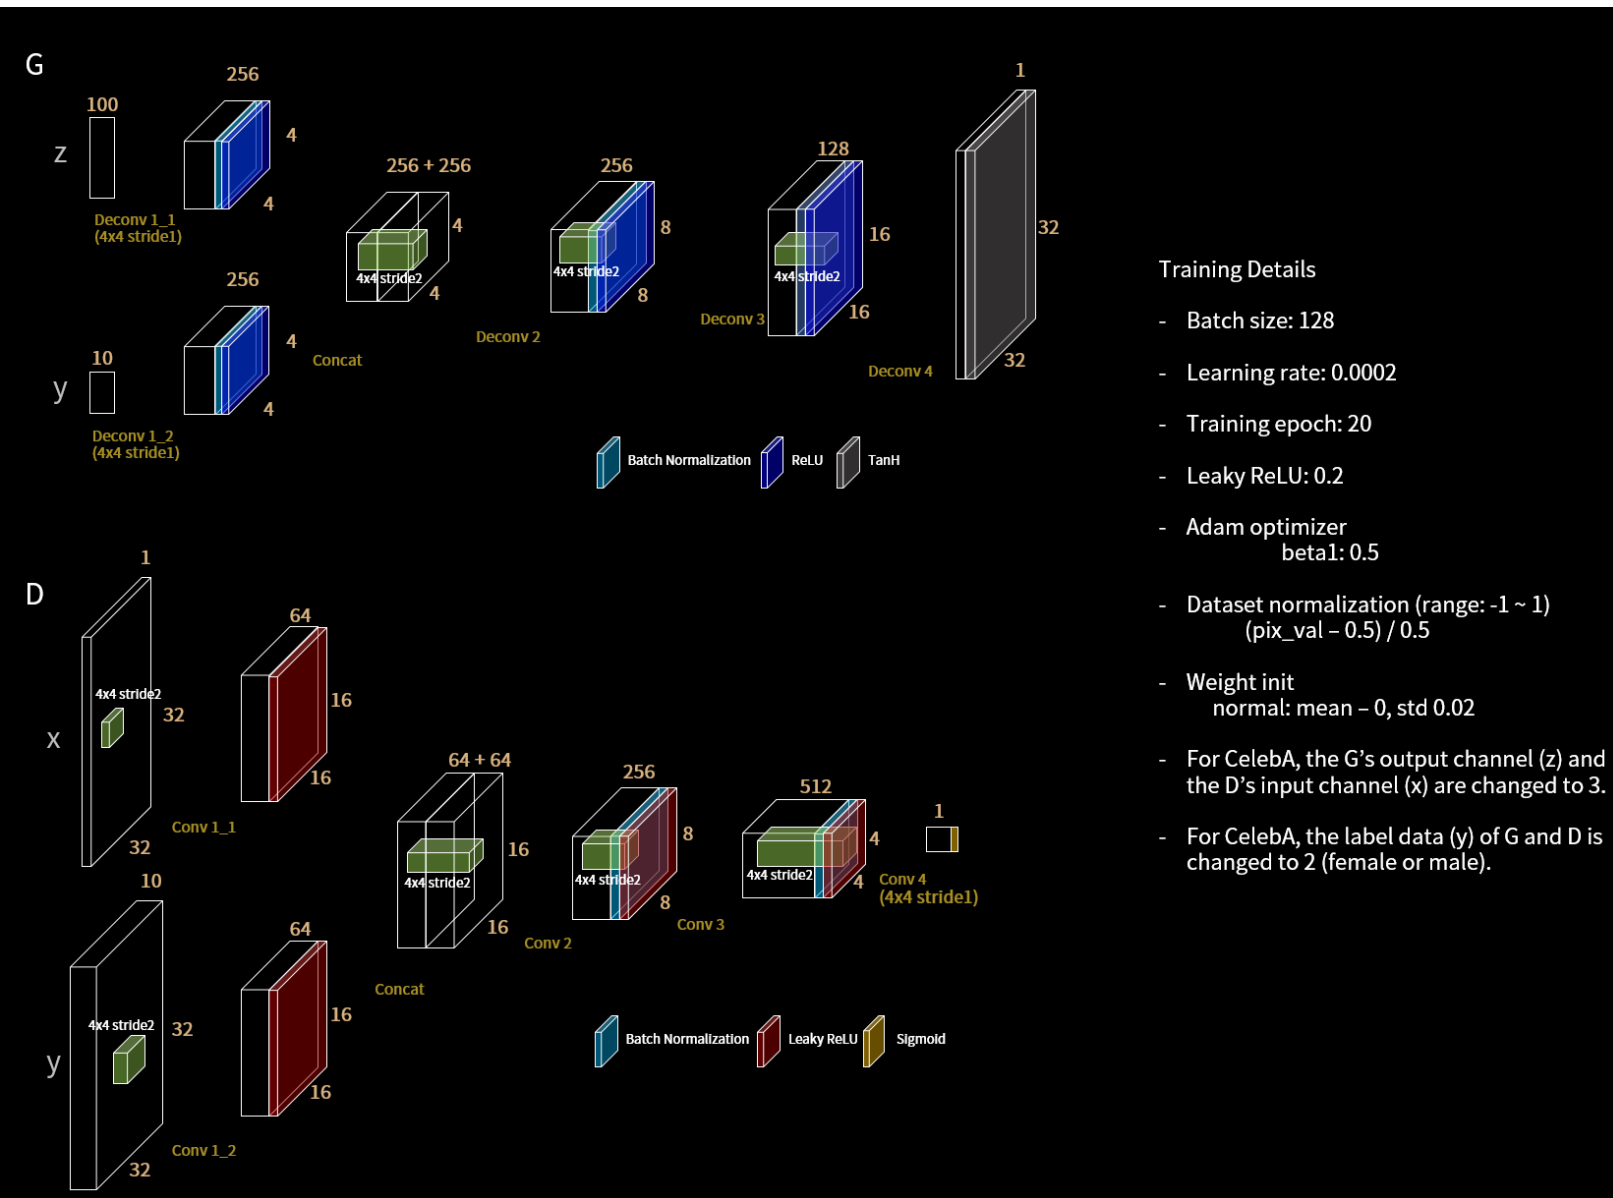 G
z
100
Deconv 1_1
(4x4 stride1)
256
4
4
y
10
Deconv 1_2
(4x4 stride1)
256
4
4
256 + 256
4
4x4 stride2
4
Concat
256
8
4x4 stride2
8
Deconv 2
128
16
4x4 stride2
16
Deconv 3
1
32
32
Deconv 4
Batch Normalization
ReLU
TanH
D
x
1
4x4 stride2
32
32
Conv 1_1
64
16
16
y
10
4x4 stride2
32
32
Conv 1_2
64
16
16
64 + 64
16
4x4 stride2
16
Concat
256
8
4x4 stride2
8
Conv 2
512
4
4x4 stride2
4
Conv 3
1
Conv 4
(4x4 stride1)
Batch Normalization
Leaky ReLU
Sigmoid
Training Details
- Batch size: 128
- Learning rate: 0.0002
- Training epoch: 20
- Leaky ReLU: 0.2
- Adam optimizer
beta1: 0.5
- Dataset normalization (range: -1 ~ 1)
(pix_val – 0.5) / 0.5
- Weight init
normal: mean – 0, std 0.02
- For CelebA, the G’s output channel (z) and
the D’s input channel (x) are changed to 3.
- For CelebA, the label data (y) of G and D is
changed to 2 (female or male).